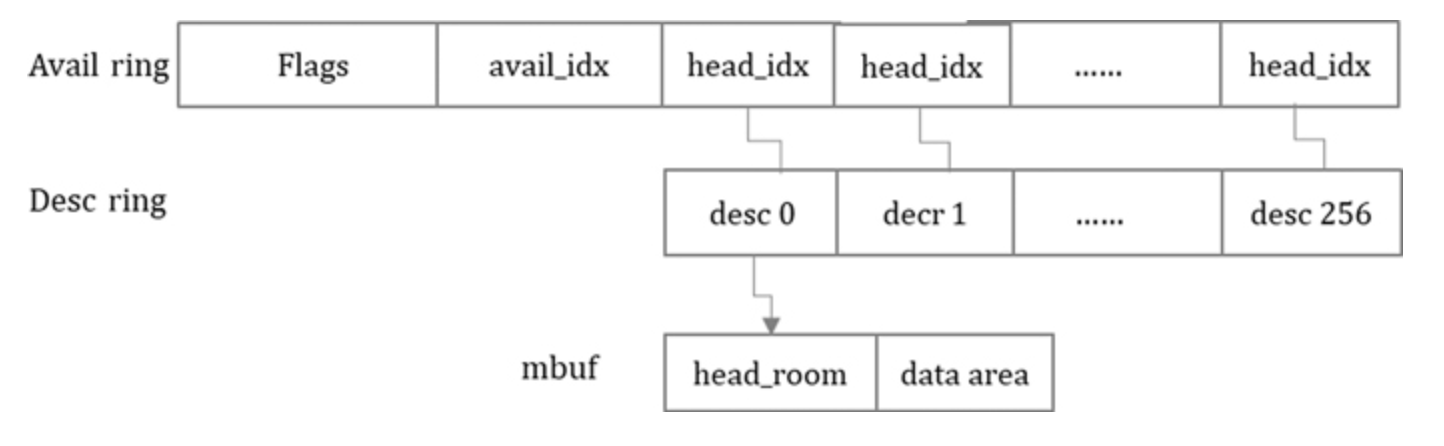 Avail ring Flags avail_idx head_idx head_idx ...... head_idx
Desc ring desc 0 decr 1 ...... desc 256
mbuf head_room data area